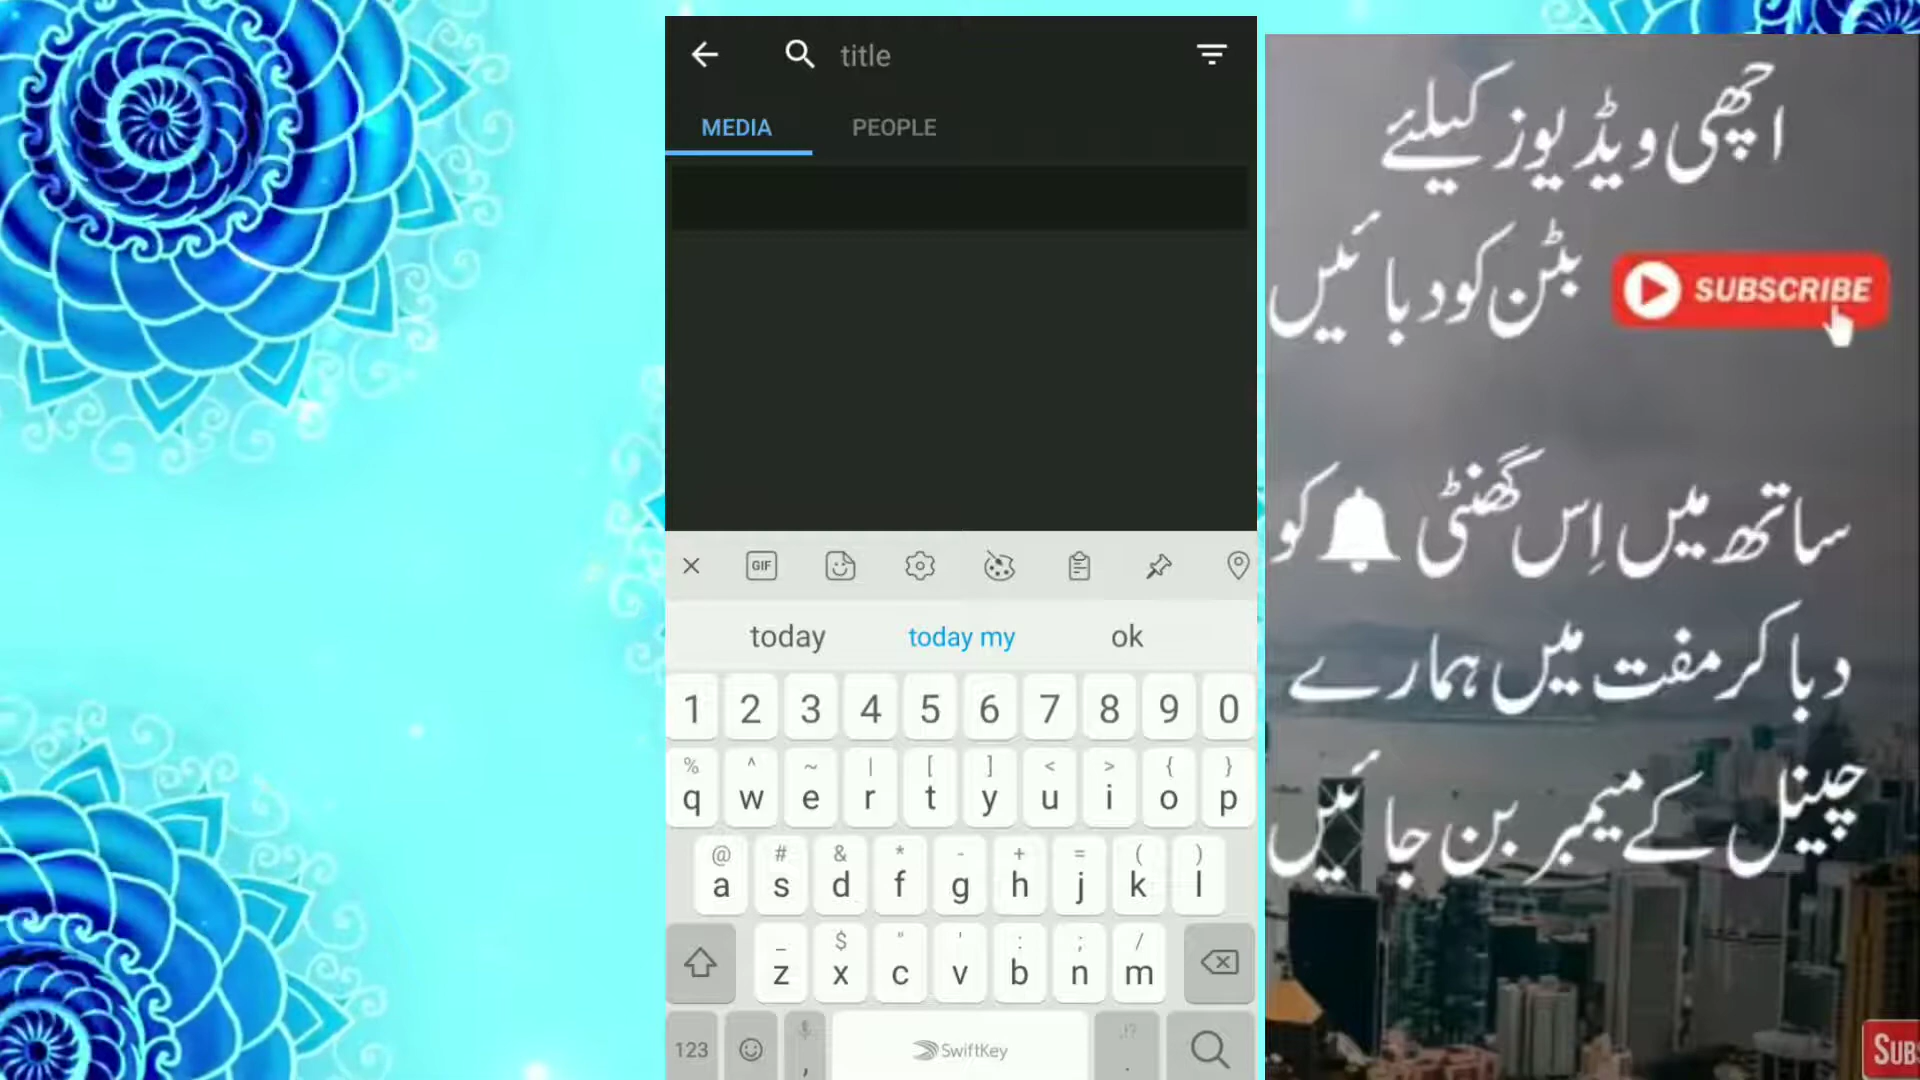 title
MEDIA PEOPLE
GIF
today today my ok
1 2 3 4 5 6 7 8 9 0
% ^ ~ | [ ] < > { }
q w e r t y u i o p
@ # & * - + = ( )
a s d f g h j k l
_ $ " ' : ; /
z x c v b n m
123 , SwiftKey .!? .
اچھی ویڈیوز کیلئے
SUBSCRIBE بٹن کو دبائیں
ساتھ میں اِس گھنٹی کو
دبا کر مفت میں ہمارے
چینل کے میمبر بن جائیں
SUBS